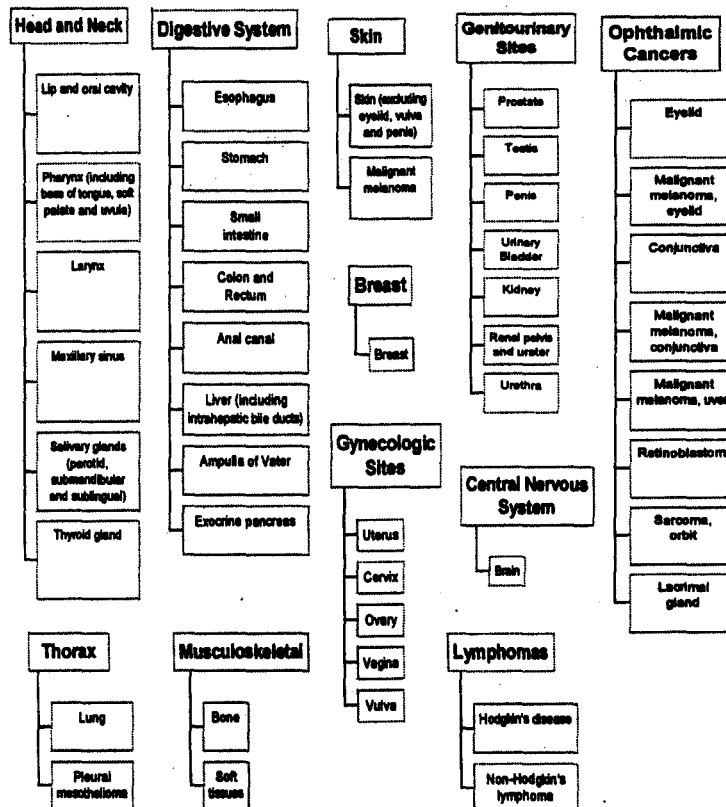 Head and Neck
Lip and oral cavity
Pharynx (including
base of tongue, soft
palate and uvula)
Larynx
Maxillary sinus
Salivary glands
(parotid,
submandibular
and sublingual)
Thyroid gland
Digestive System
Esophagus
Stomach
Small
intestine
Colon and
Rectum
Anal canal
Liver (including
intrahepatic bile ducts)
Ampulla of Vater
Exocrine pancreas
Skin
Skin (excluding
eyelid, vulva
and penis)
Malignant
melanoma
Breast
Breast
Gynecologic
Sites
Uterus
Cervix
Ovary
Vagina
Vulva
Genitourinary
Sites
Prostate
Testis
Penis
Urinary
Bladder
Kidney
Renal pelvis
and ureter
Urethra
Central Nervous
System
Brain
Ophthalmic
Cancers
Eyelid
Malignant
melanoma,
eyelid
Conjunctiva
Malignant
melanoma,
conjunctiva
Malignant
melanoma, uvea
Retinoblastom
Sarcoma,
orbit
Lacrimal
gland
Thorax
Lung
Pleural
mesothelioma
Musculoskeletal
Bone
Soft
tissues
Lymphomas
Hodgkin's disease
Non-Hodgkin's
lymphoma